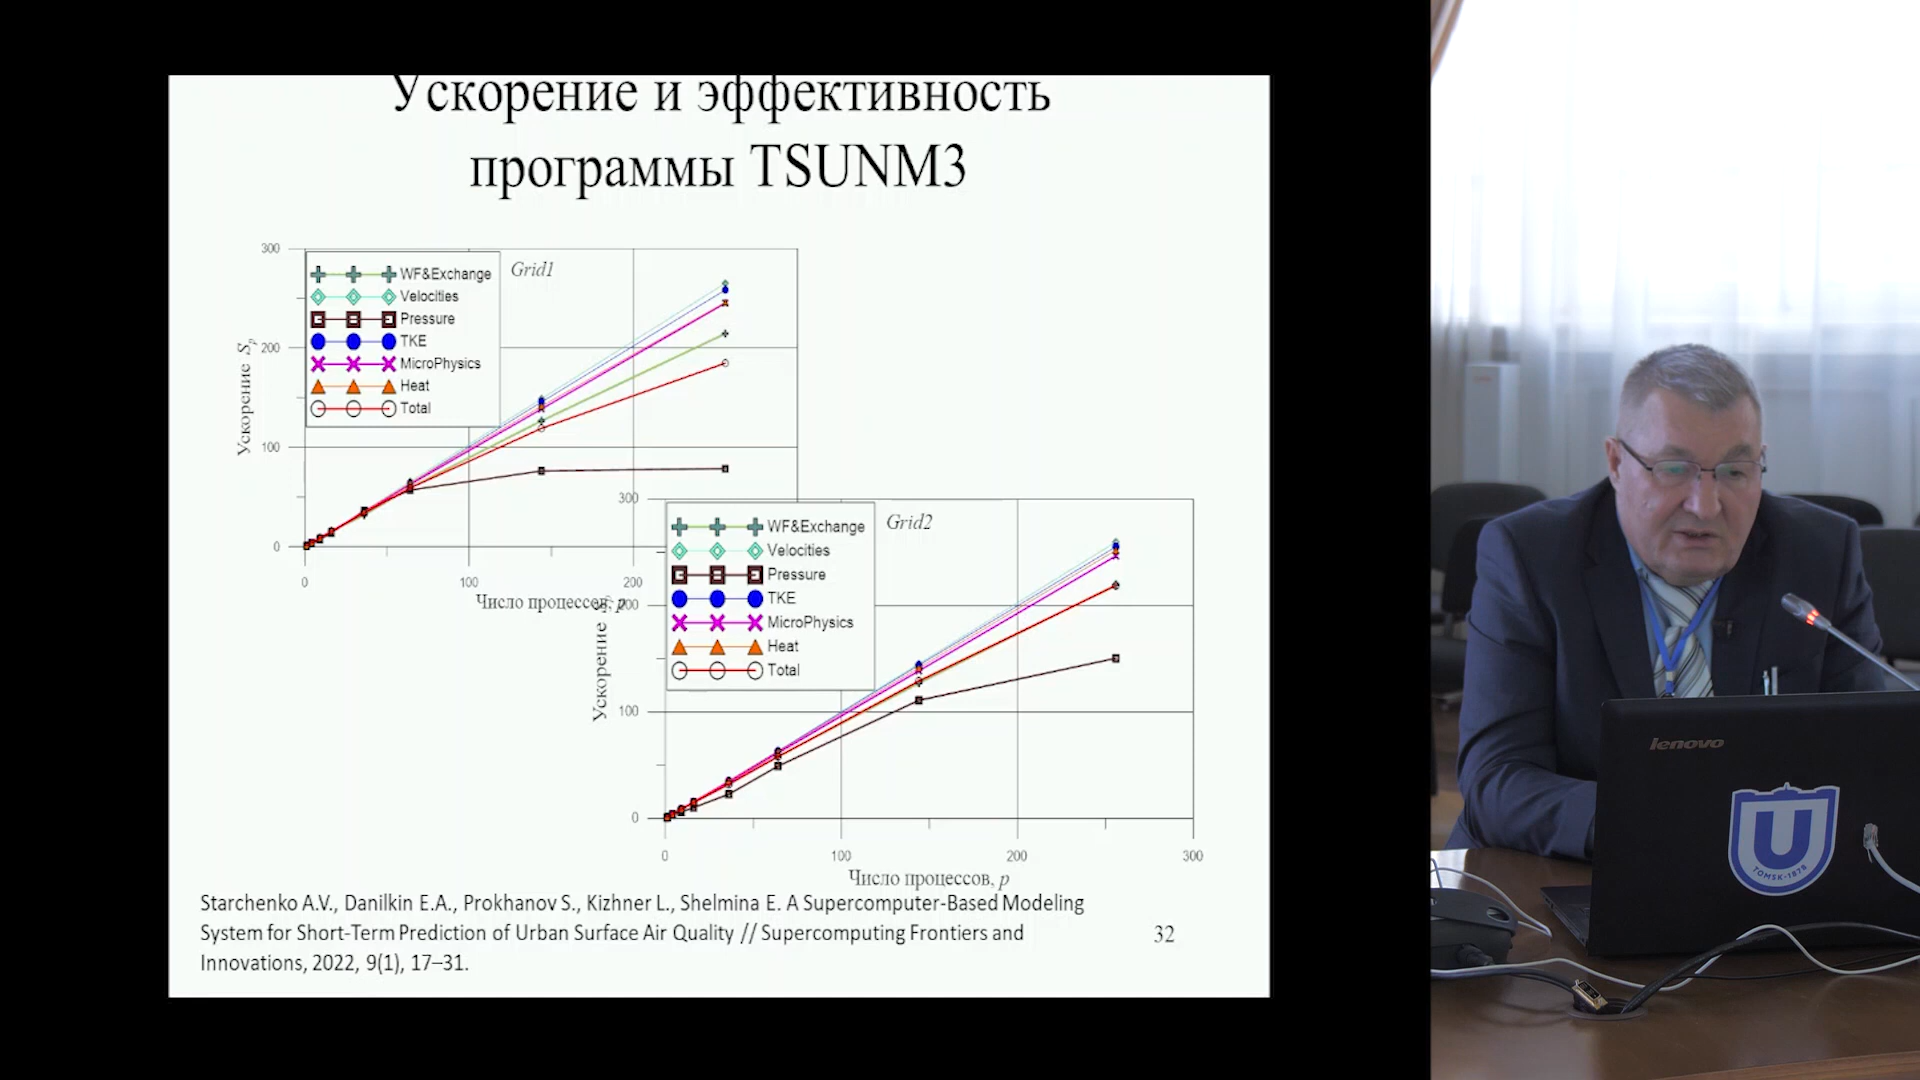 Ускорение и эффективность
программы TSUNM3
300
200
100
0
Ускорение Sp
WF&Exchange
Velocities
Pressure
TKE
MicroPhysics
Heat
Total
Grid1
0
100
200
Число процессов, p
300
200
100
0
Ускорение
WF&Exchange
Velocities
Pressure
TKE
MicroPhysics
Heat
Total
Grid2
0
100
200
300
Число процессов, p
Starchenko A.V., Danilkin E.A., Prokhanov S., Kizhner L., Shelmina E. A Supercomputer-Based Modeling
System for Short-Term Prediction of Urban Surface Air Quality // Supercomputing Frontiers and
Innovations, 2022, 9(1), 17–31.
32
lenovo
U
TOMSK-1878